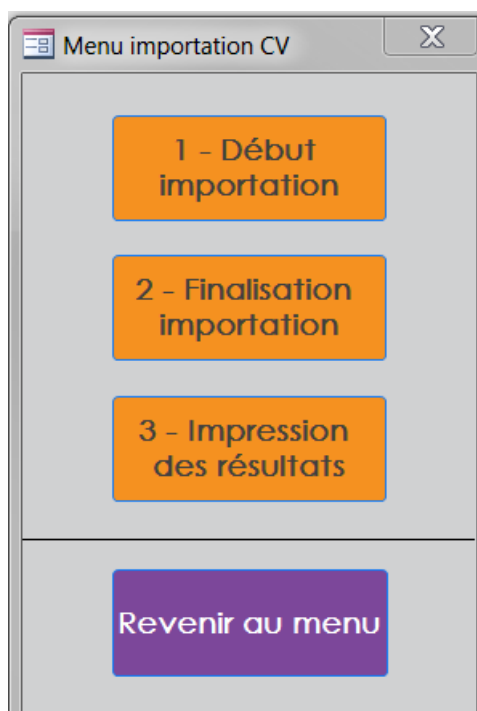 Menu importation CV
1 - Début
importation
2 - Finalisation
importation
3 - Impression
des résultats
Revenir au menu